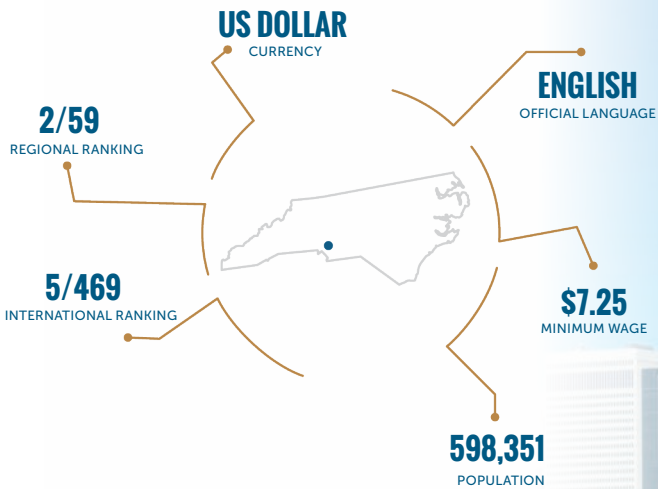 US DOLLAR
CURRENCY
ENGLISH
OFFICIAL LANGUAGE
2/59
REGIONAL RANKING
5/469
INTERNATIONAL RANKING
$7.25
MINIMUM WAGE
598,351
POPULATION